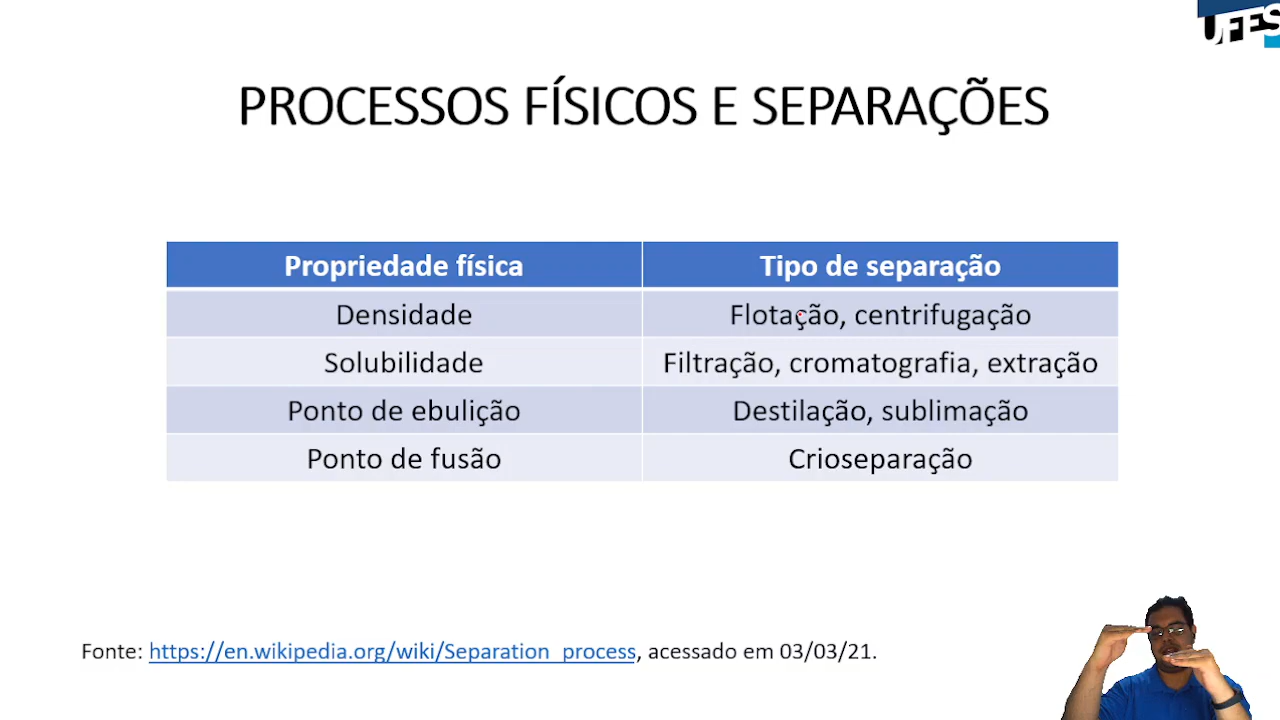 UFES
PROCESSOS FÍSICOS E SEPARAÇÕES
Propriedade física Tipo de separação
Densidade Flotação, centrifugação
Solubilidade Filtração, cromatografia, extração
Ponto de ebulição Destilação, sublimação
Ponto de fusão Crioseparação
Fonte: https://en.wikipedia.org/wiki/Separation_process, acessado em 03/03/21.